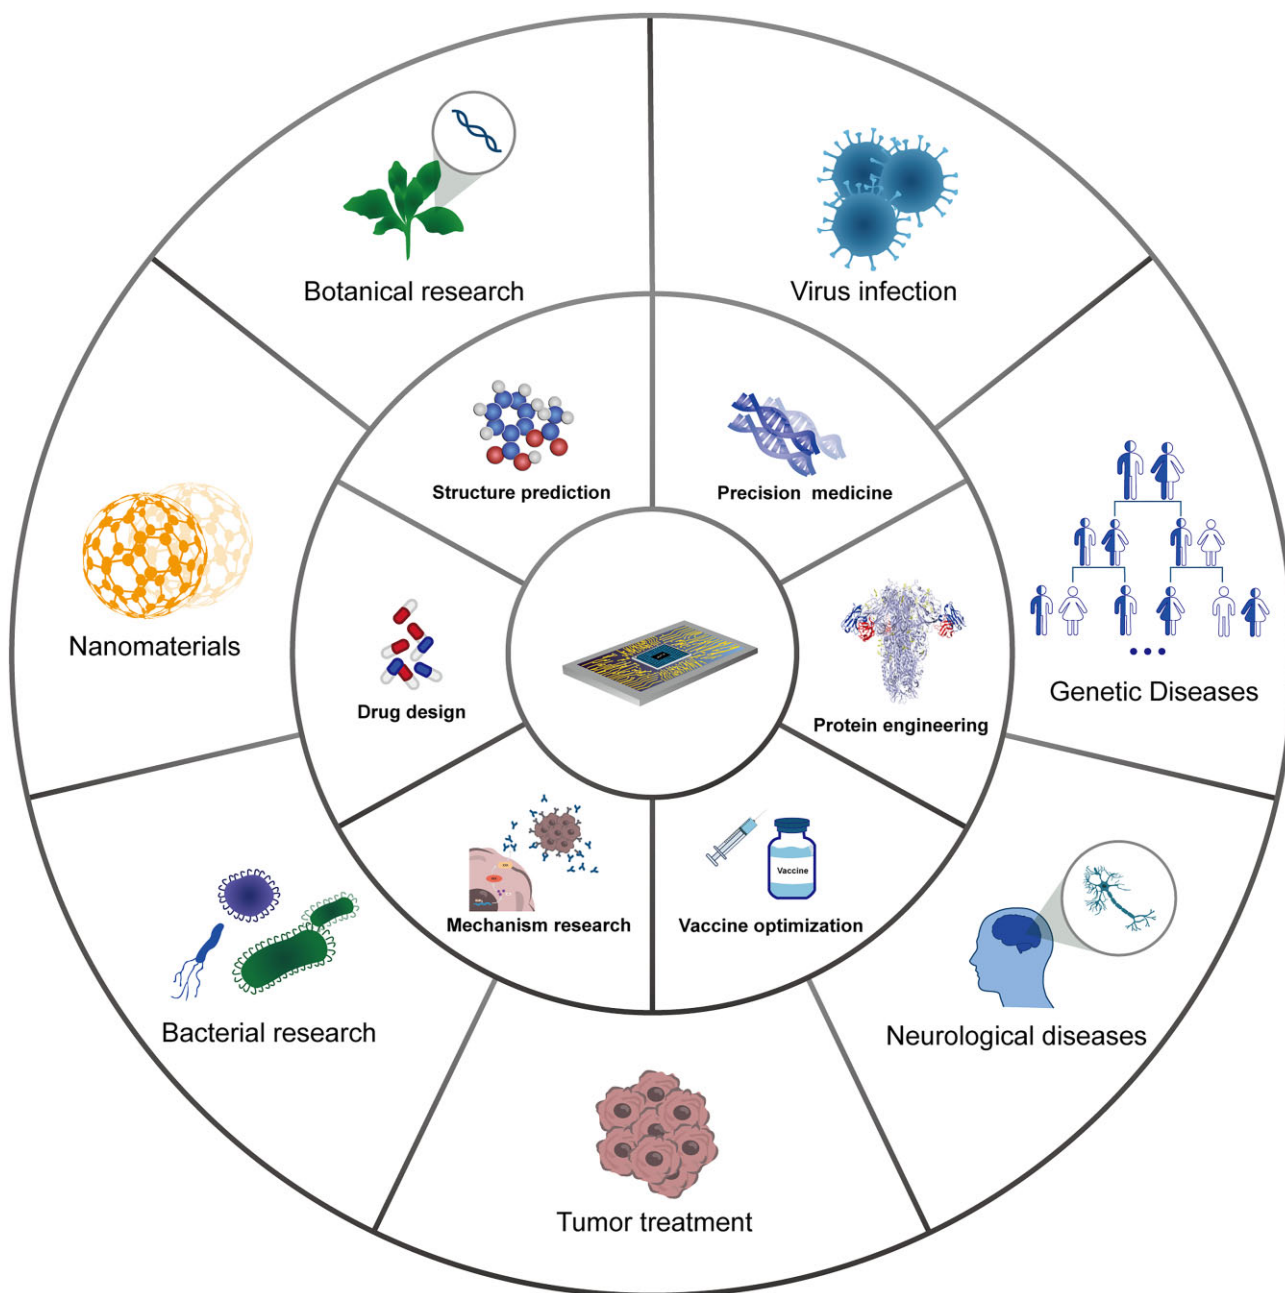 Botanical research
Virus infection
Structure prediction
Precision medicine
Nanomaterials
Genetic Diseases
Drug design
Protein engineering
Vaccine
Mechanism research
Vaccine optimization
Bacterial research
Neurological diseases
Tumor treatment